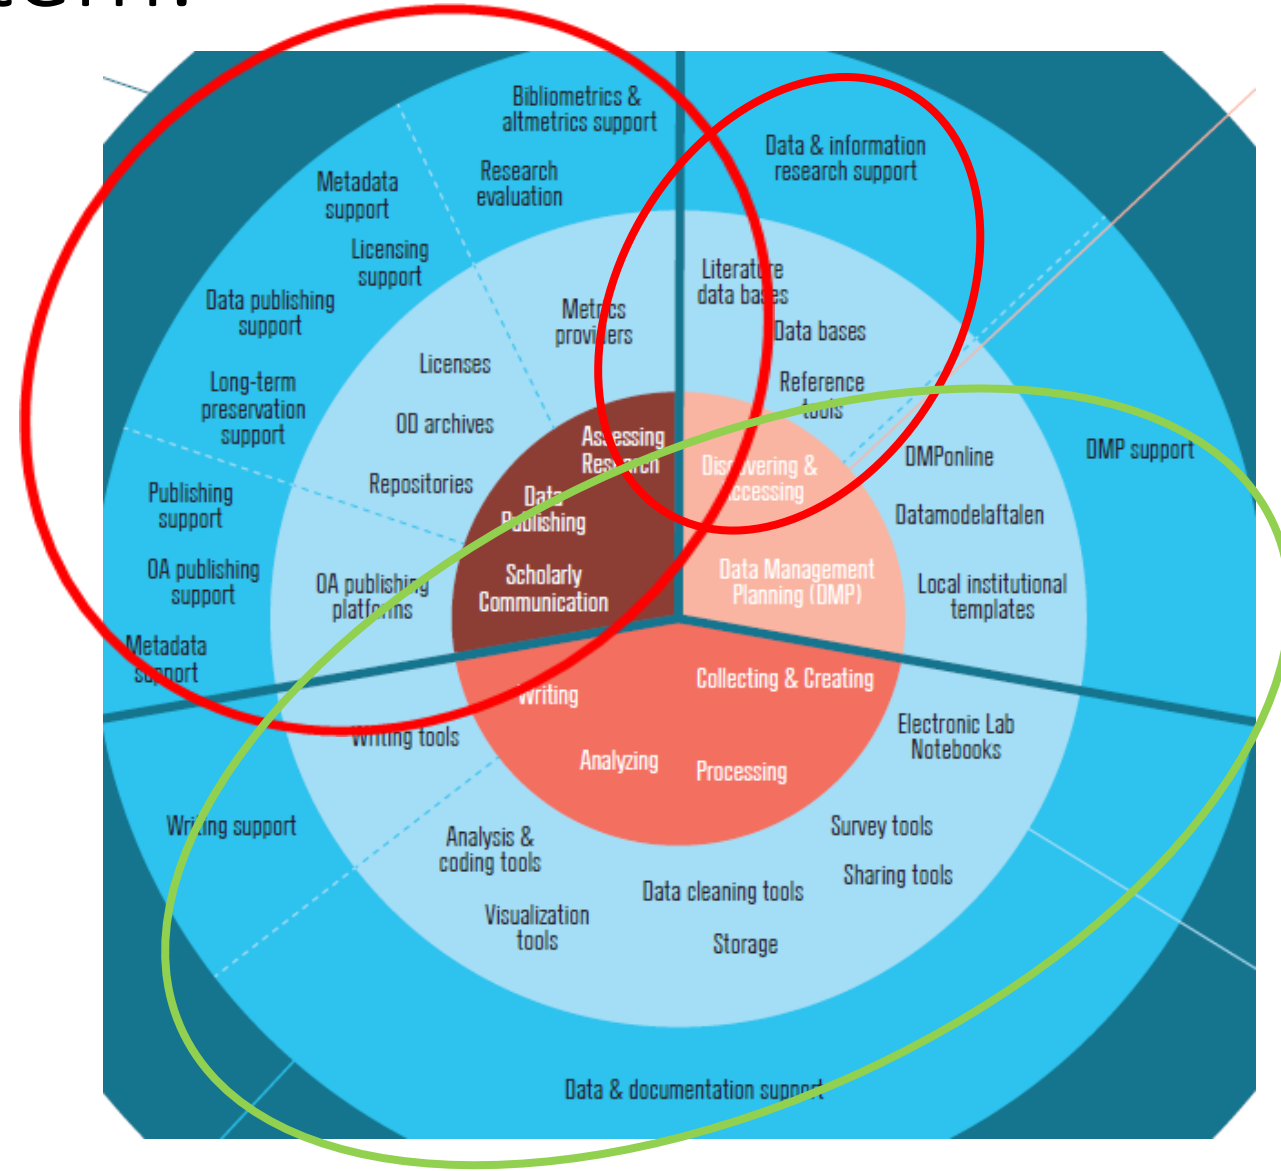 Bibliometrics &
altmetrics support
Research
evaluation
Data & information
research support
Metadata
support
Licensing
support
Data publishing
support
Long-term
preservation
support
Publishing
support
OA publishing
support
Metadata
support
Metrics
providers
Licenses
OD archives
Repositories
OA publishing
platforms
Literature
data bases
Data bases
Reference
tools
DMPonline
Datamodelaftalen
Local institutional
templates
DMP support
Assessing
Research
Data
Publishing
Scholarly
Communication
Discovering &
Accessing
Data Management
Planning (DMP)
Writing
Collecting & Creating
Analyzing
Processing
Writing tools
Electronic Lab
Notebooks
Writing support
Analysis &
coding tools
Survey tools
Sharing tools
Data cleaning tools
Visualization
tools
Storage
Data & documentation support